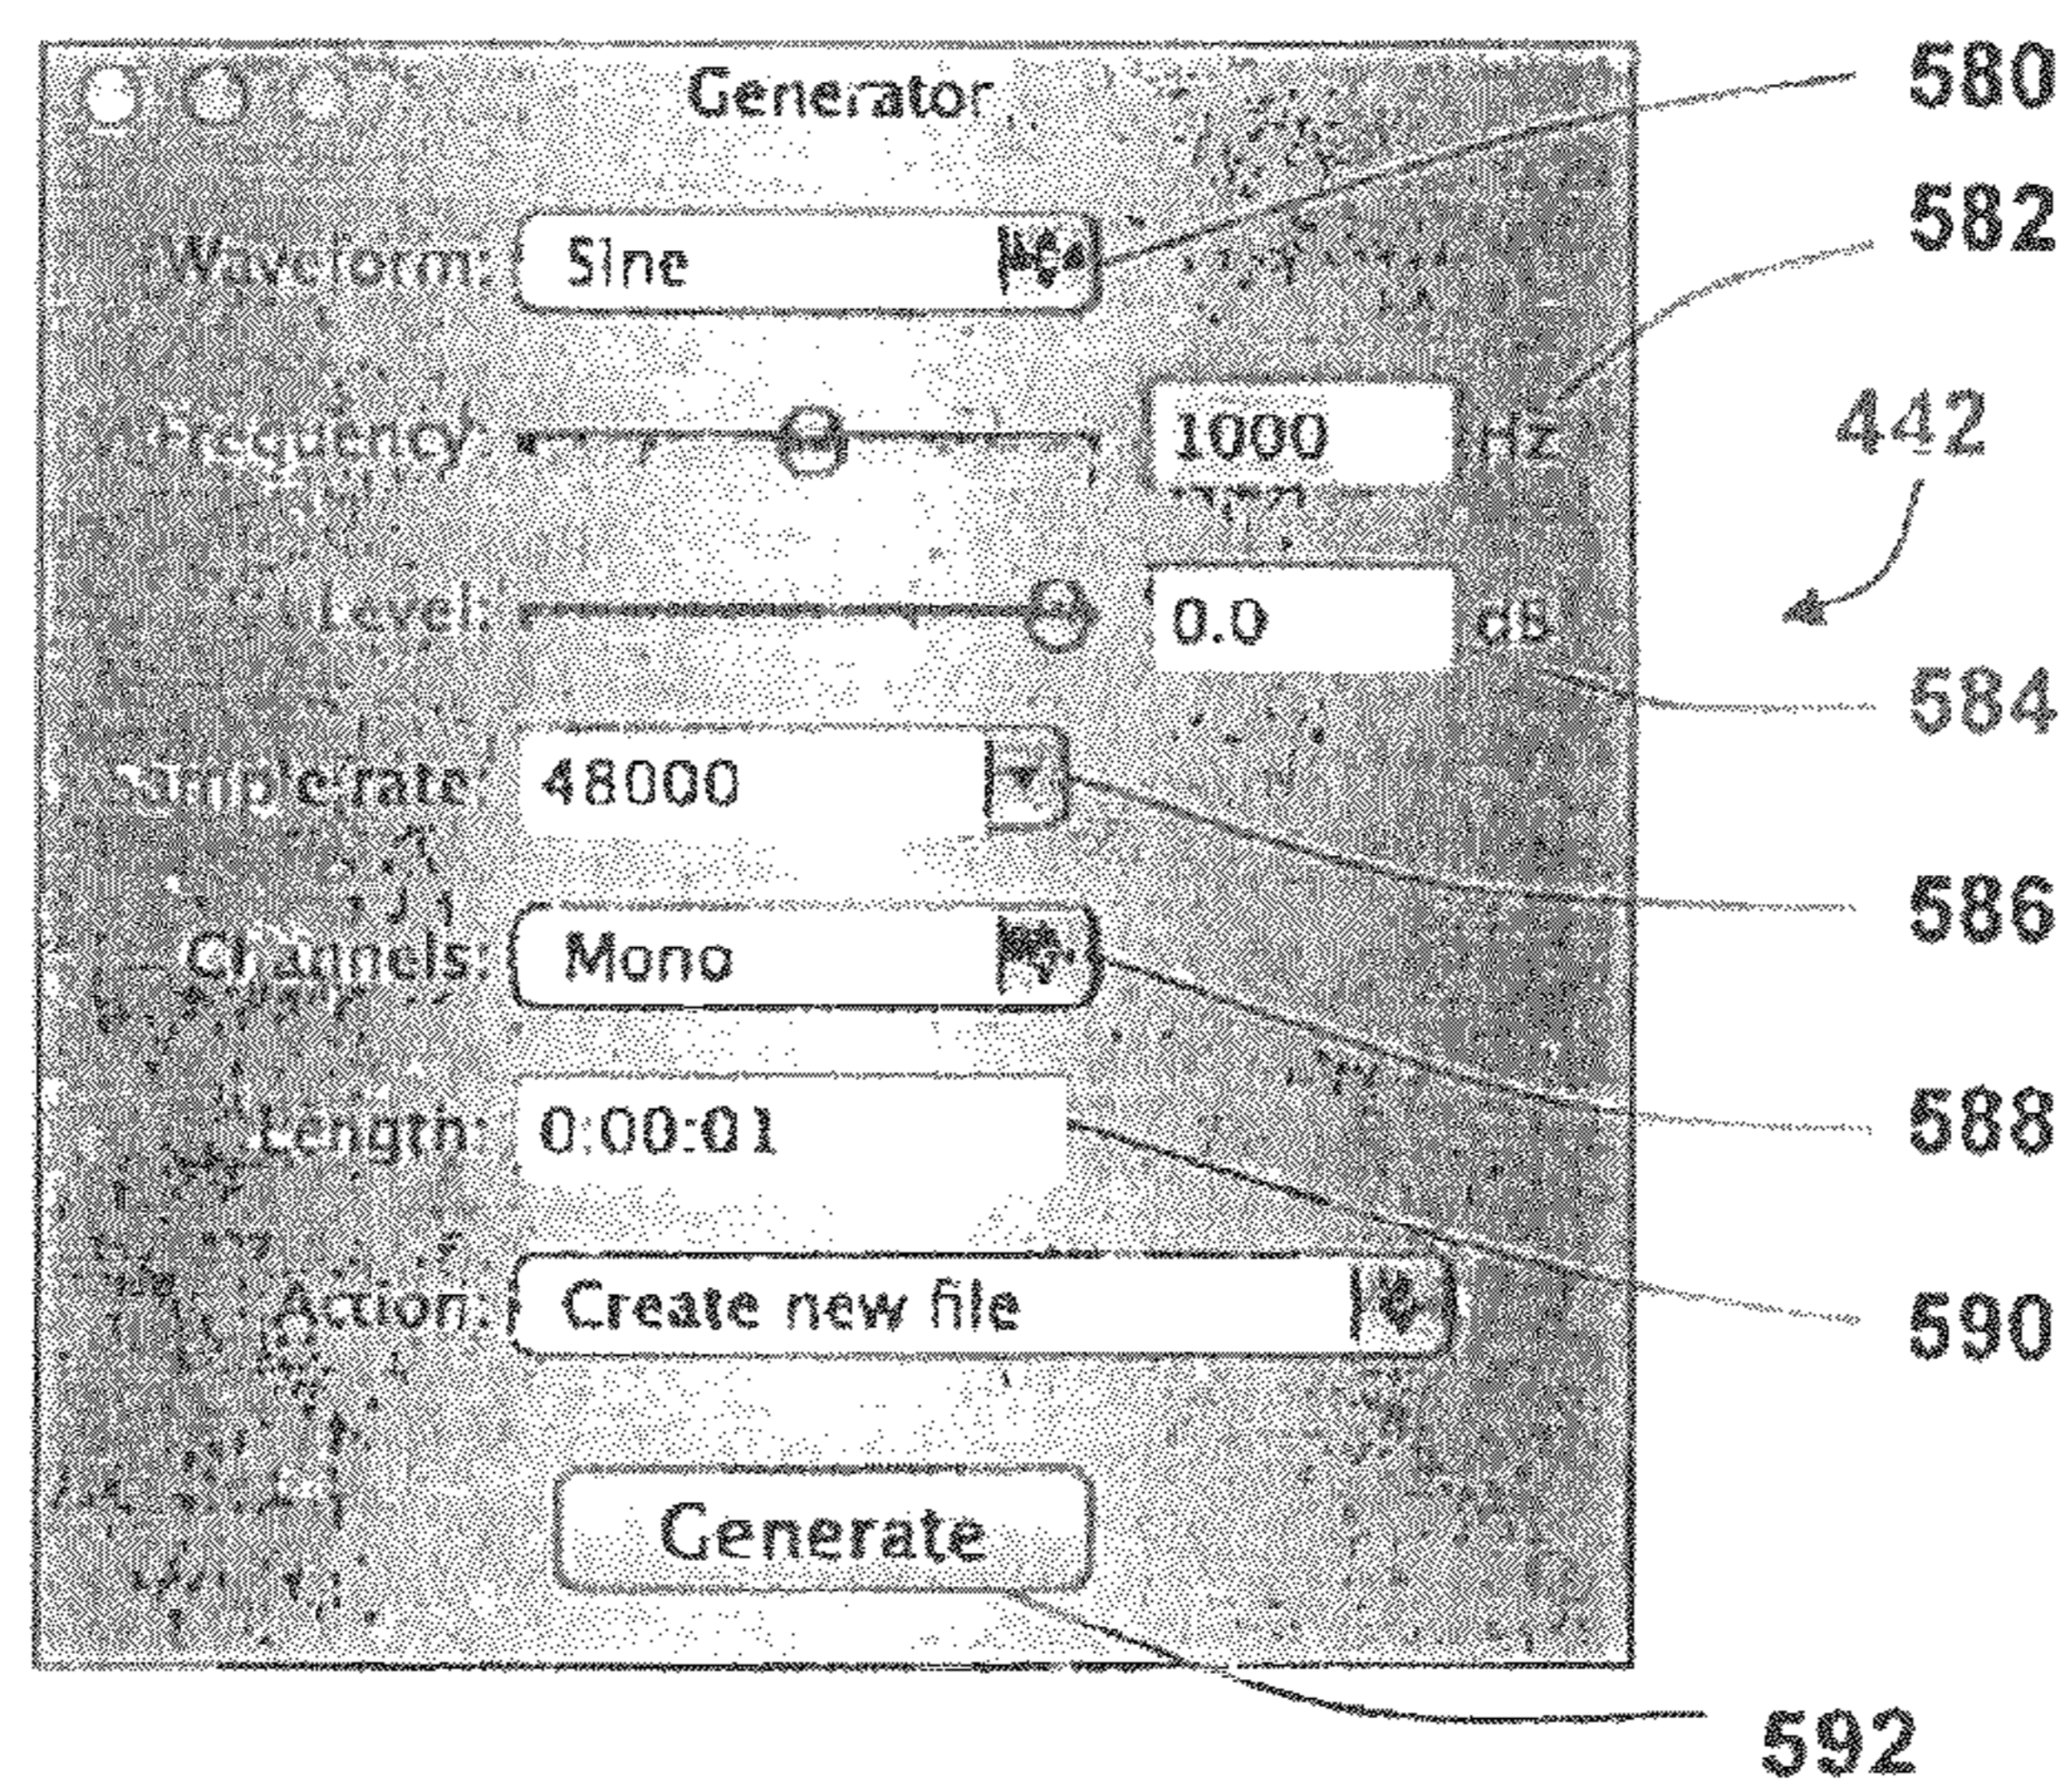 Generator
580
Waveform: Sine
582
Frequency: 1000 Hz
442
Level: 0.0 dB
584
Sample rate: 48000
586
Channels: Mono
588
Length: 0:00:01
590
Action: Create new file
Generate
592